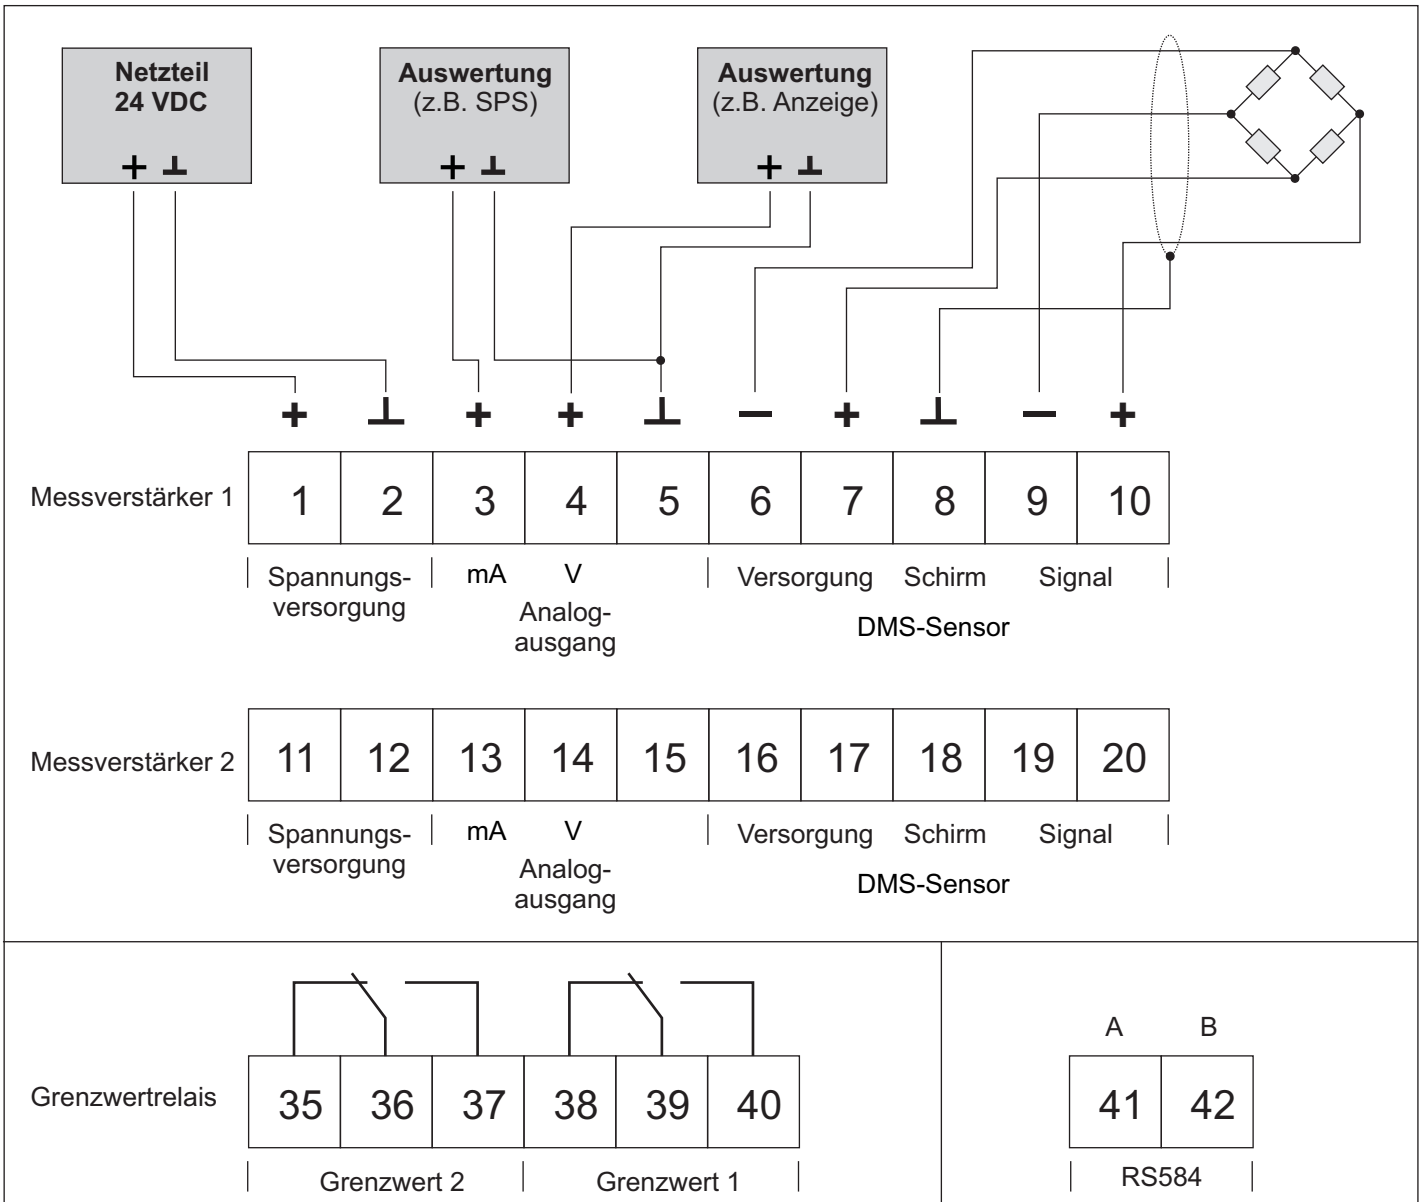 Netzteil
24 VDC
+ ⊥
Auswertung
(z.B. SPS)
+ ⊥
Auswertung
(z.B. Anzeige)
+ ⊥
+ ⊥ + + ⊥ — + ⊥ — +
Messverstärker 1
1 2 3 4 5 6 7 8 9 10
Spannungs-
versorgung
mA V
Analog-
ausgang
Versorgung Schirm Signal
DMS-Sensor
Messverstärker 2
11 12 13 14 15 16 17 18 19 20
Spannungs-
versorgung
mA V
Analog-
ausgang
Versorgung Schirm Signal
DMS-Sensor
Grenzwertrelais
35 36 37 38 39 40
Grenzwert 2 Grenzwert 1
A B
41 42
RS584